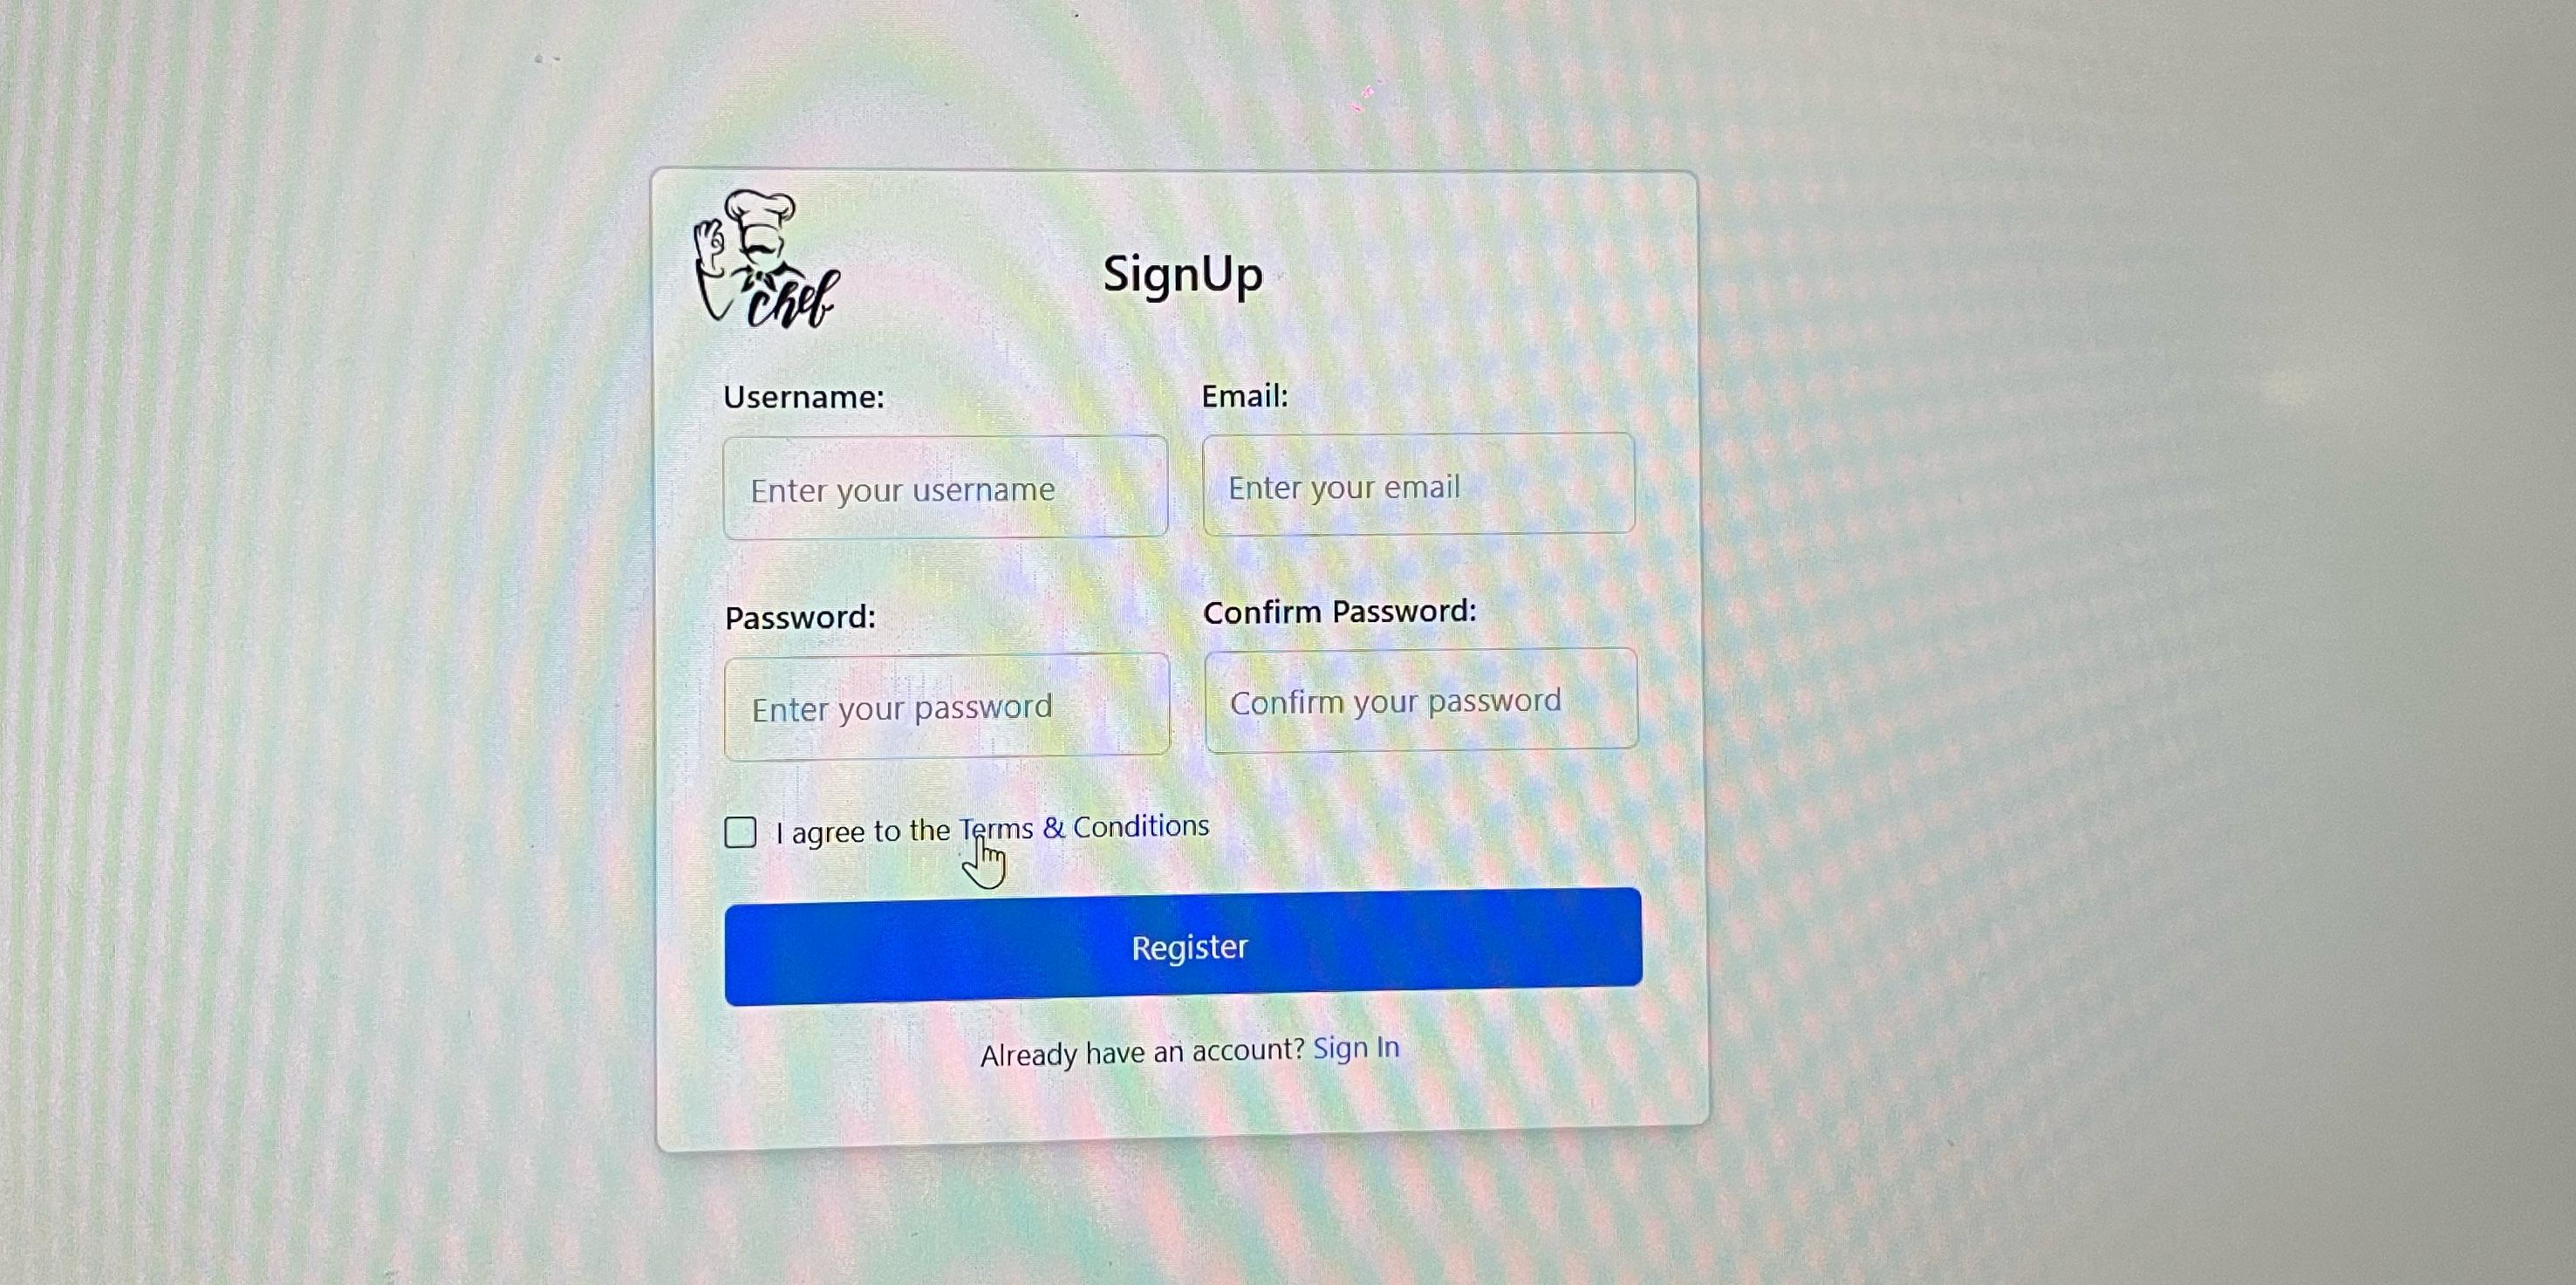 chef
SignUp
Username:
Email:
Enter your username
Enter your email
Password:
Confirm Password:
Enter your password
Confirm your password
I agree to the Terms & Conditions
Register
Already have an account? Sign In